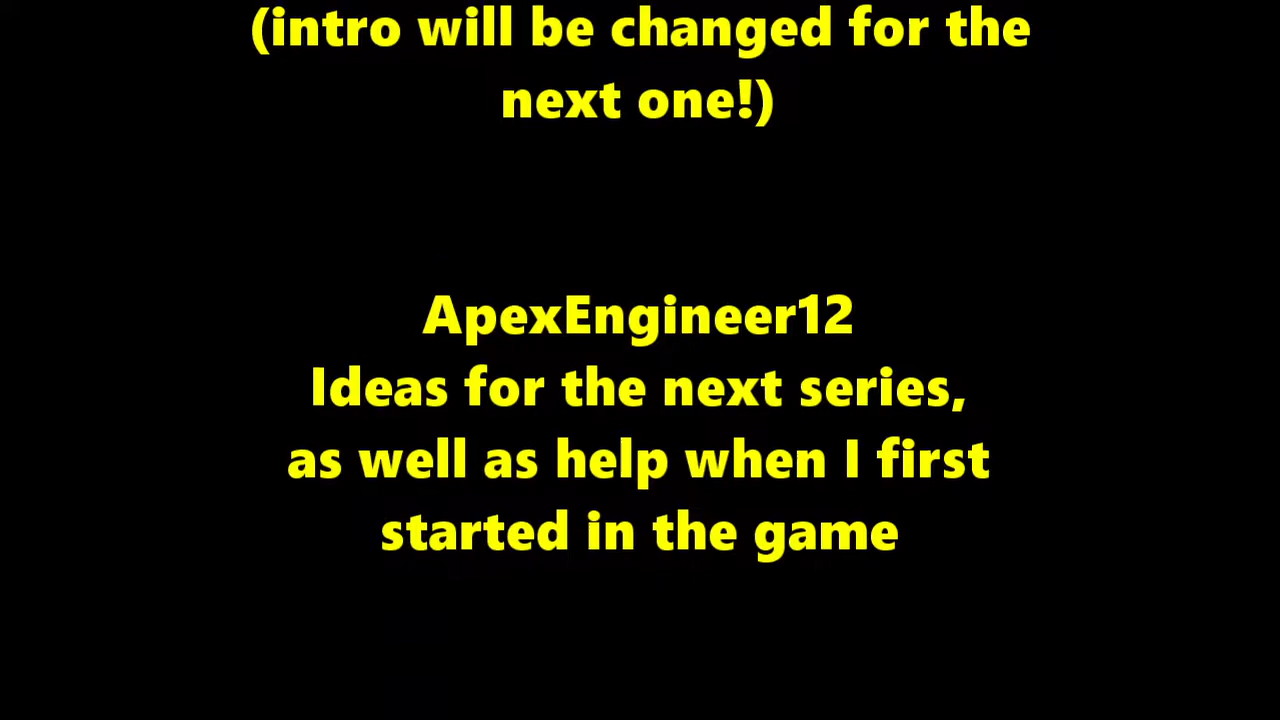 (intro will be changed for the
next one!)
ApexEngineer12
Ideas for the next series,
as well as help when I first
started in the game